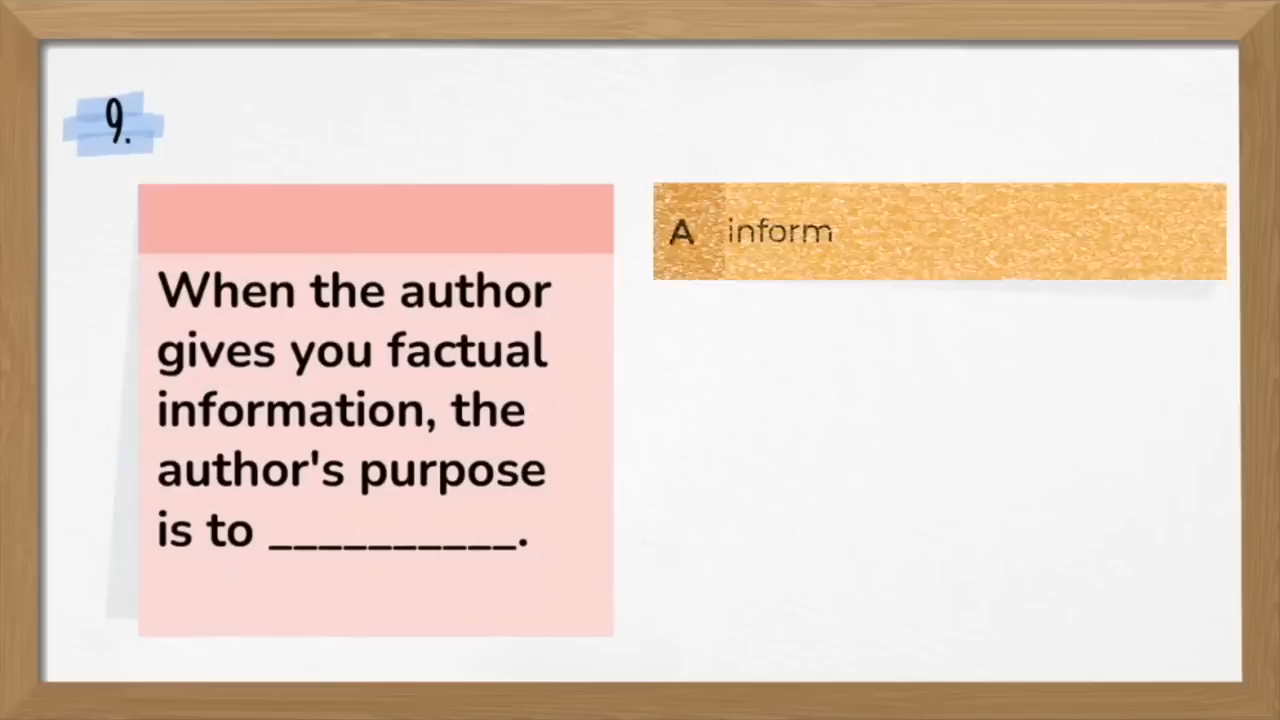 9.
When the author
gives you factual
information, the
author's purpose
is to __________.
A inform